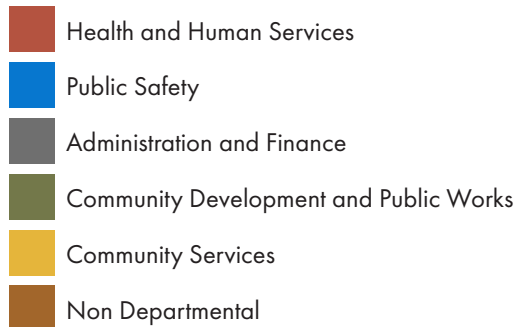 Health and Human Services
Public Safety
Administration and Finance
Community Development and Public Works
Community Services
Non Departmental